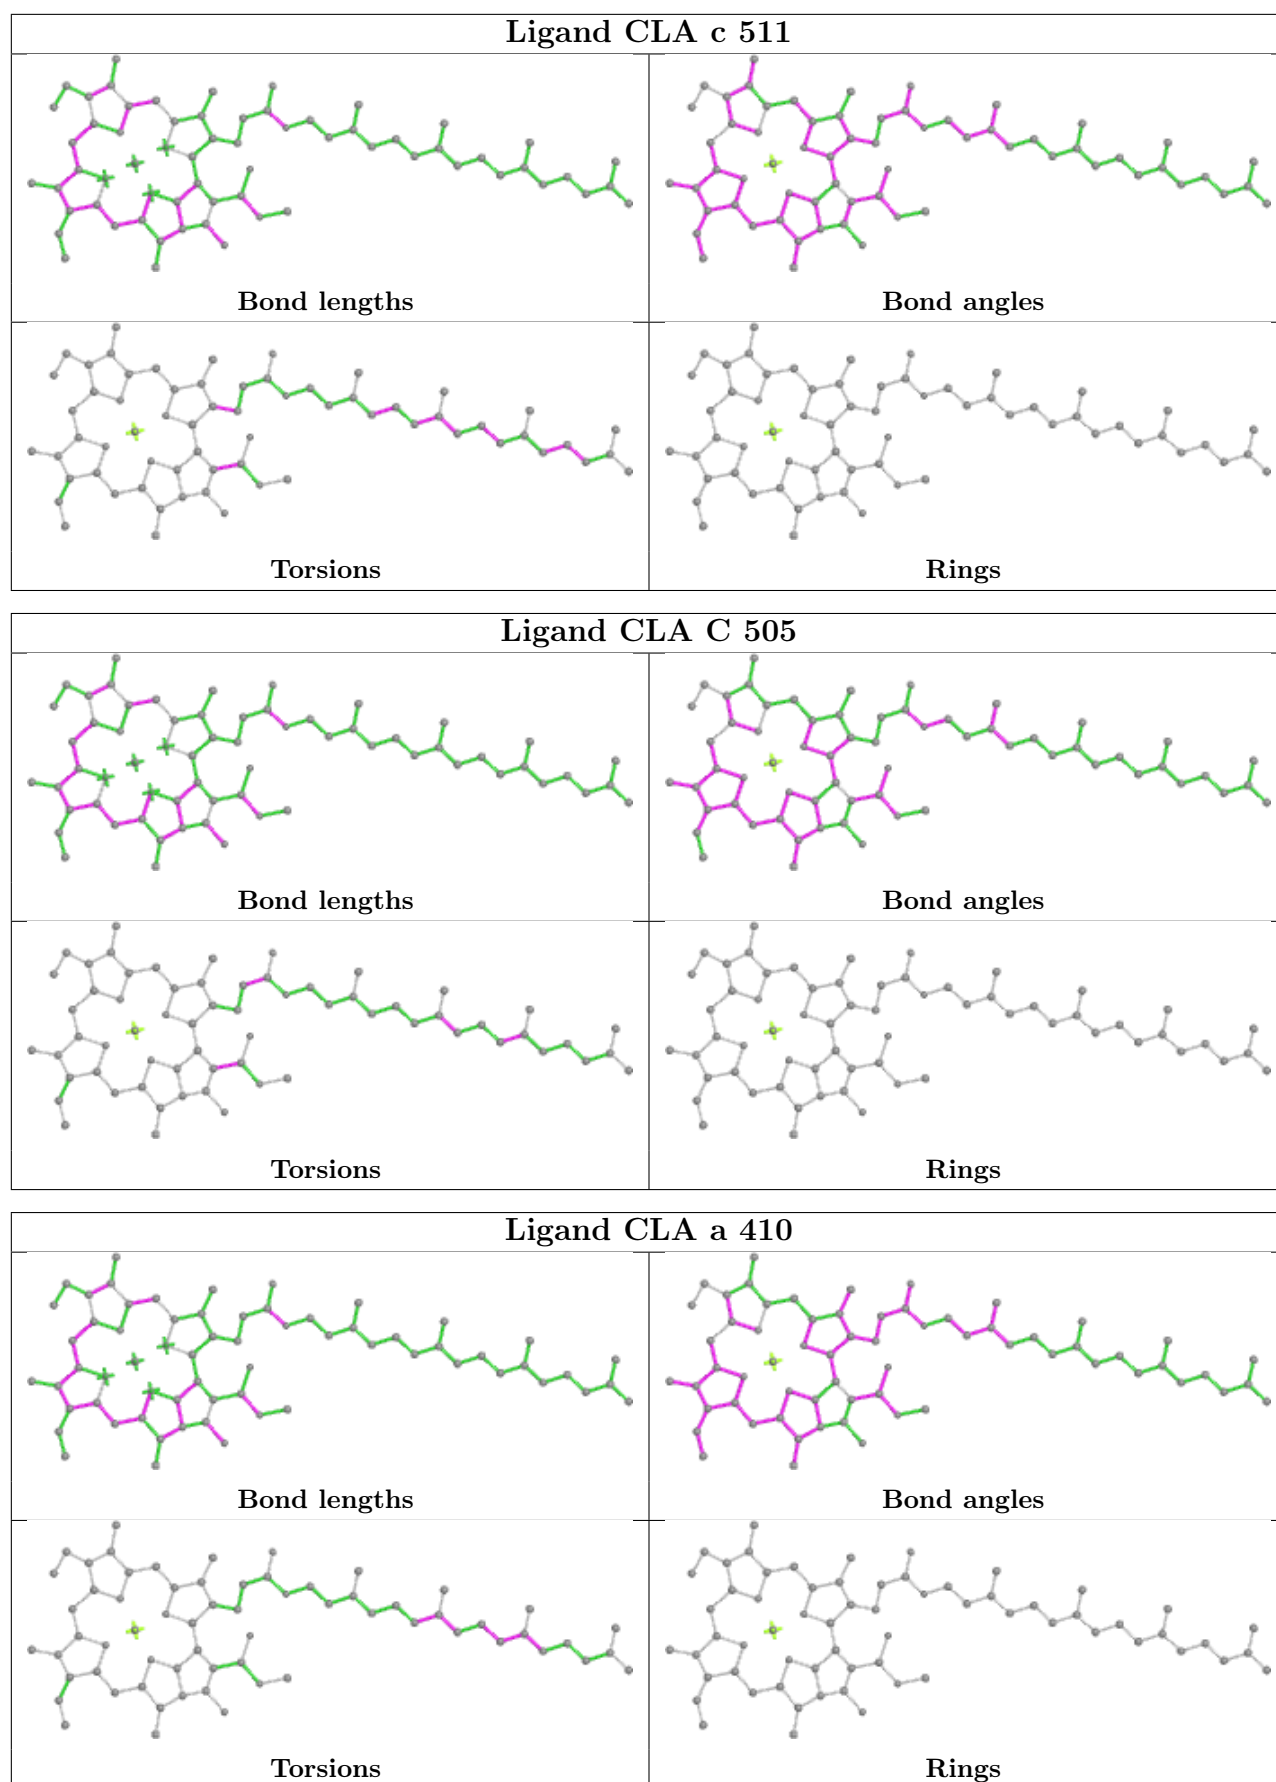 Ligand CLA c 511
Bond lengths
Bond angles
Torsions
Rings
Ligand CLA C 505
Bond lengths
Bond angles
Torsions
Rings
Ligand CLA a 410
Bond lengths
Bond angles
Torsions
Rings